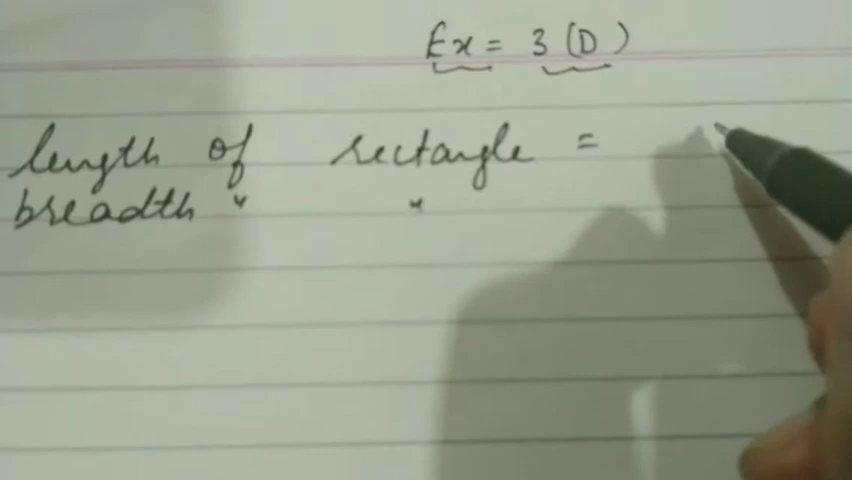 Ex = 3 (D)
length of rectangle =
breadth " "